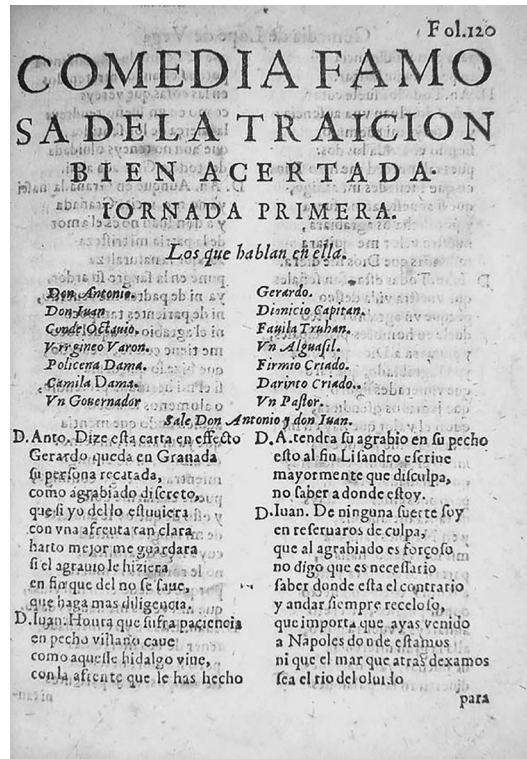 Fol.120
COMEDIA FAMO
SA DE LA TRAICION
BIEN ACERTADA.
IORNADA PRIMERA.
Los que hablan en ella.
Don Antonio.
Don Juan
Conde Octauio.
Virgineo Varon.
Policena Dama.
Camila Dama.
Vn Gouernador
Gerardo.
Dionicio Capitan.
Fauila Truhan.
Vn Alguasil.
Firmio Criado.
Darinto Criado..
Vn Pastor.
Sale Don Antonio y don Iuan.
D. Anto. Dize esta carta en effecto
Gerardo queda en Granada
su persona recatada,
como agrabiado discreto,
que si yo dello estuuiera
con vna afrenta tan clara
harto mejor me guardara
si el agrauio le hiziera
en fin que del no se saue,
que haga mas diligencia.
D. Iuan. Honra que sufra paciencia
en pecho villano caue
como aquesse hidalgo viue,
con la afrente que le has hecho
D. A. tendra su agrabio en su pecho
esto al fin Lisandro escriue
mayormente que disculpa,
no saber a donde estoy.
D. Iuan. De ninguna suerte soy
en reseruaros de culpa,
que al agrabiado es forçoso
no digo que es necessario
saber donde esta el contrario
y andar siempre receloso,
que importa que ayas venido
a Napoles donde estamos
ni que el mar que atras dexamos
sea el rio del oluido
para